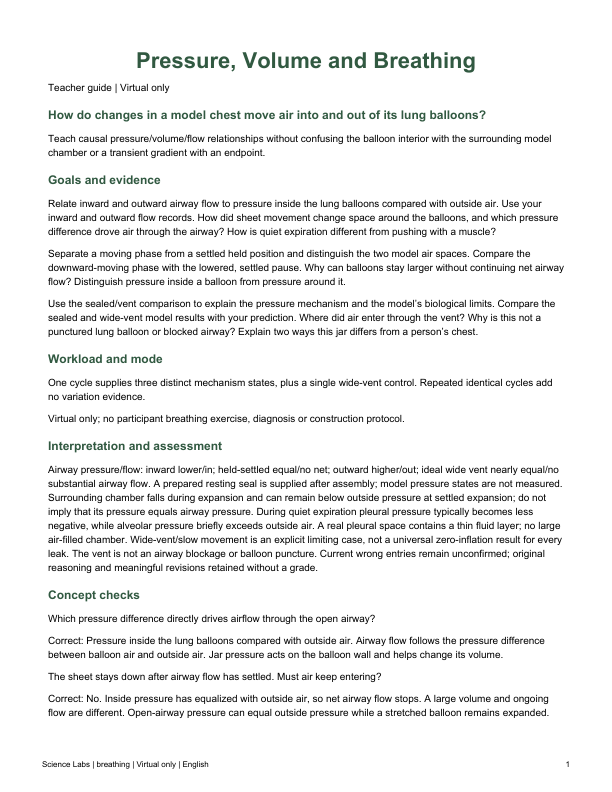 Pressure, Volume and Breathing
Teacher guide | Virtual only
How do changes in a model chest move air into and out of its lung balloons?
Teach causal pressure/volume/flow relationships without confusing the balloon interior with the surrounding model
chamber or a transient gradient with an endpoint.
Goals and evidence
Relate inward and outward airway flow to pressure inside the lung balloons compared with outside air. Use your
inward and outward flow records. How did sheet movement change space around the balloons, and which pressure
difference drove air through the airway? How is quiet expiration different from pushing with a muscle?
Separate a moving phase from a settled held position and distinguish the two model air spaces. Compare the
downward-moving phase with the lowered, settled pause. Why can balloons stay larger without continuing net airway
flow? Distinguish pressure inside a balloon from pressure around it.
Use the sealed/vent comparison to explain the pressure mechanism and the model's biological limits. Compare the
sealed and wide-vent model results with your prediction. Where did air enter through the vent? Why is this not a
punctured lung balloon or blocked airway? Explain two ways this jar differs from a person's chest.
Workload and mode
One cycle supplies three distinct mechanism states, plus a single wide-vent control. Repeated identical cycles add
no variation evidence.
Virtual only; no participant breathing exercise, diagnosis or construction protocol.
Interpretation and assessment
Airway pressure/flow: inward lower/in; held-settled equal/no net; outward higher/out; ideal wide vent nearly equal/no
substantial airway flow. A prepared resting seal is supplied after assembly; model pressure states are not measured.
Surrounding chamber falls during expansion and can remain below outside pressure at settled expansion; do not
imply that its pressure equals airway pressure. During quiet expiration pleural pressure typically becomes less
negative, while alveolar pressure briefly exceeds outside air. A real pleural space contains a thin fluid layer; no large
air-filled chamber. Wide-vent/slow movement is an explicit limiting case, not a universal zero-inflation result for every
leak. The vent is not an airway blockage or balloon puncture. Current wrong entries remain unconfirmed; original
reasoning and meaningful revisions retained without a grade.
Concept checks
Which pressure difference directly drives airflow through the open airway?
Correct: Pressure inside the lung balloons compared with outside air. Airway flow follows the pressure difference
between balloon air and outside air. Jar pressure acts on the balloon wall and helps change its volume.
The sheet stays down after airway flow has settled. Must air keep entering?
Correct: No. Inside pressure has equalized with outside air, so net airway flow stops. A large volume and ongoing
flow are different. Open-airway pressure can equal outside pressure while a stretched balloon remains expanded.
Science Labs | breathing | Virtual only | English
1